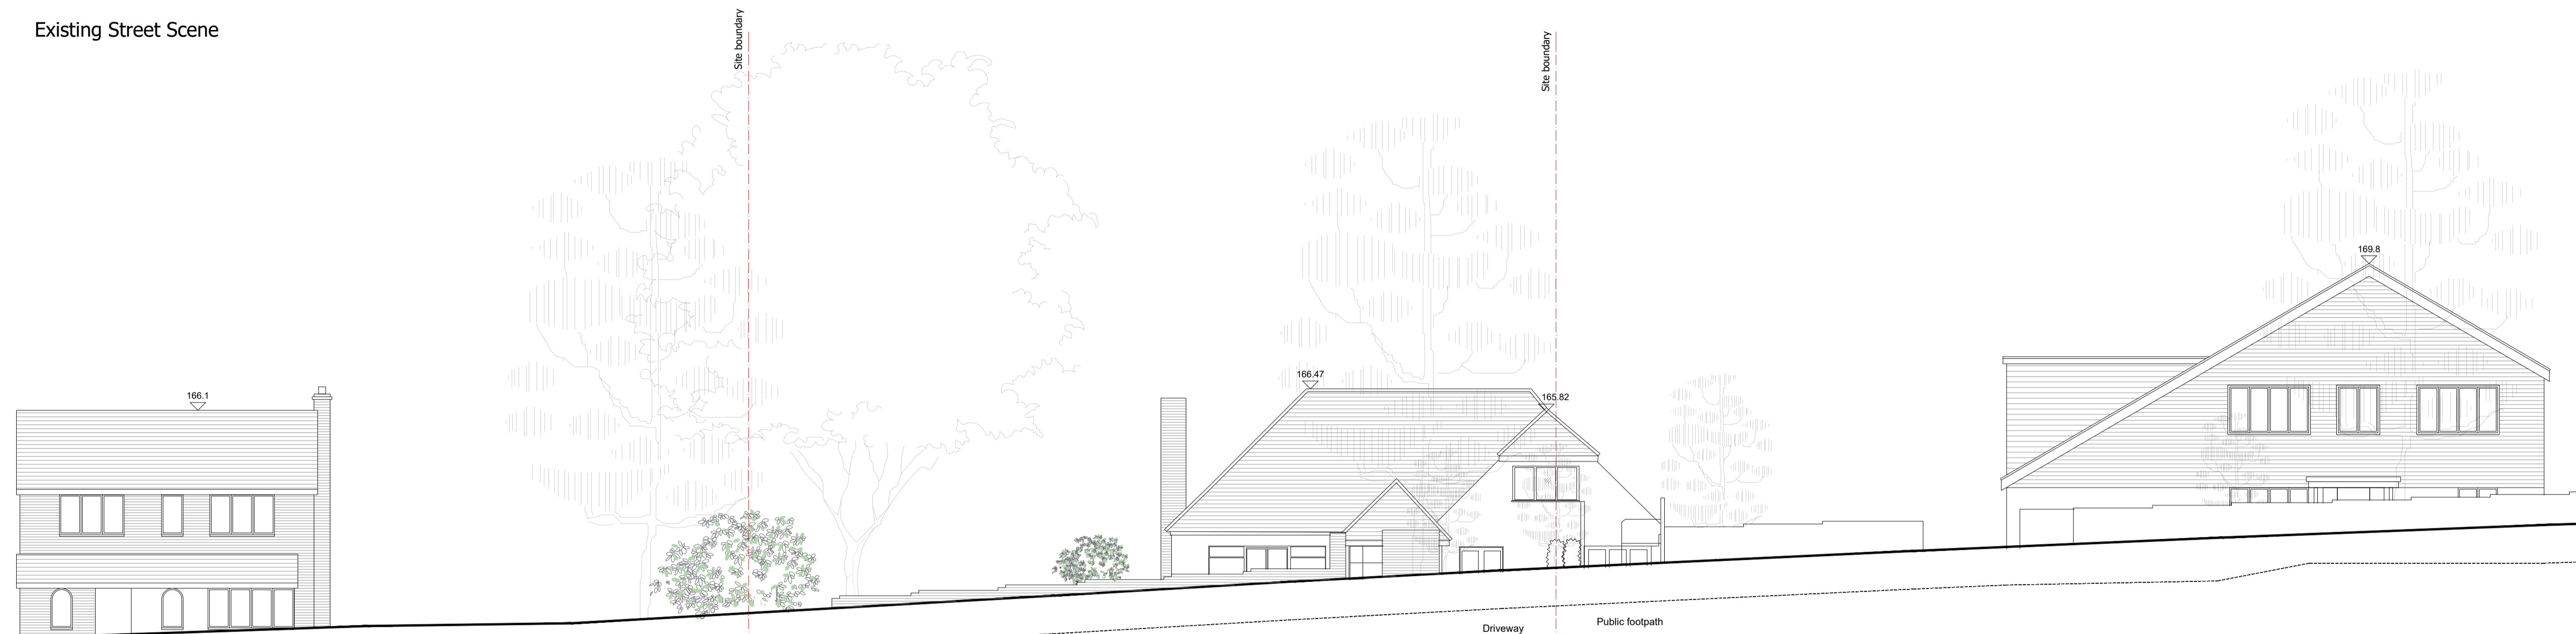 Existing Street Scene
Site boundary
Site boundary
169.8
166.47
166.1
165.82
Public footpath
Driveway